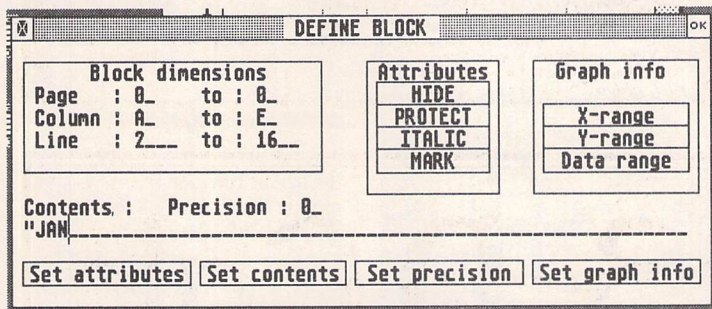 DEFINE BLOCK
OK
Block dimensions
Page : 0_ to : 0_
Column : A_ to : E_
Line : 2___ to : 16__
Attributes
HIDE
PROTECT
ITALIC
MARK
Graph info
X-range
Y-range
Data range
Contents : Precision : 0_
"JAN
Set attributes
Set contents
Set precision
Set graph info